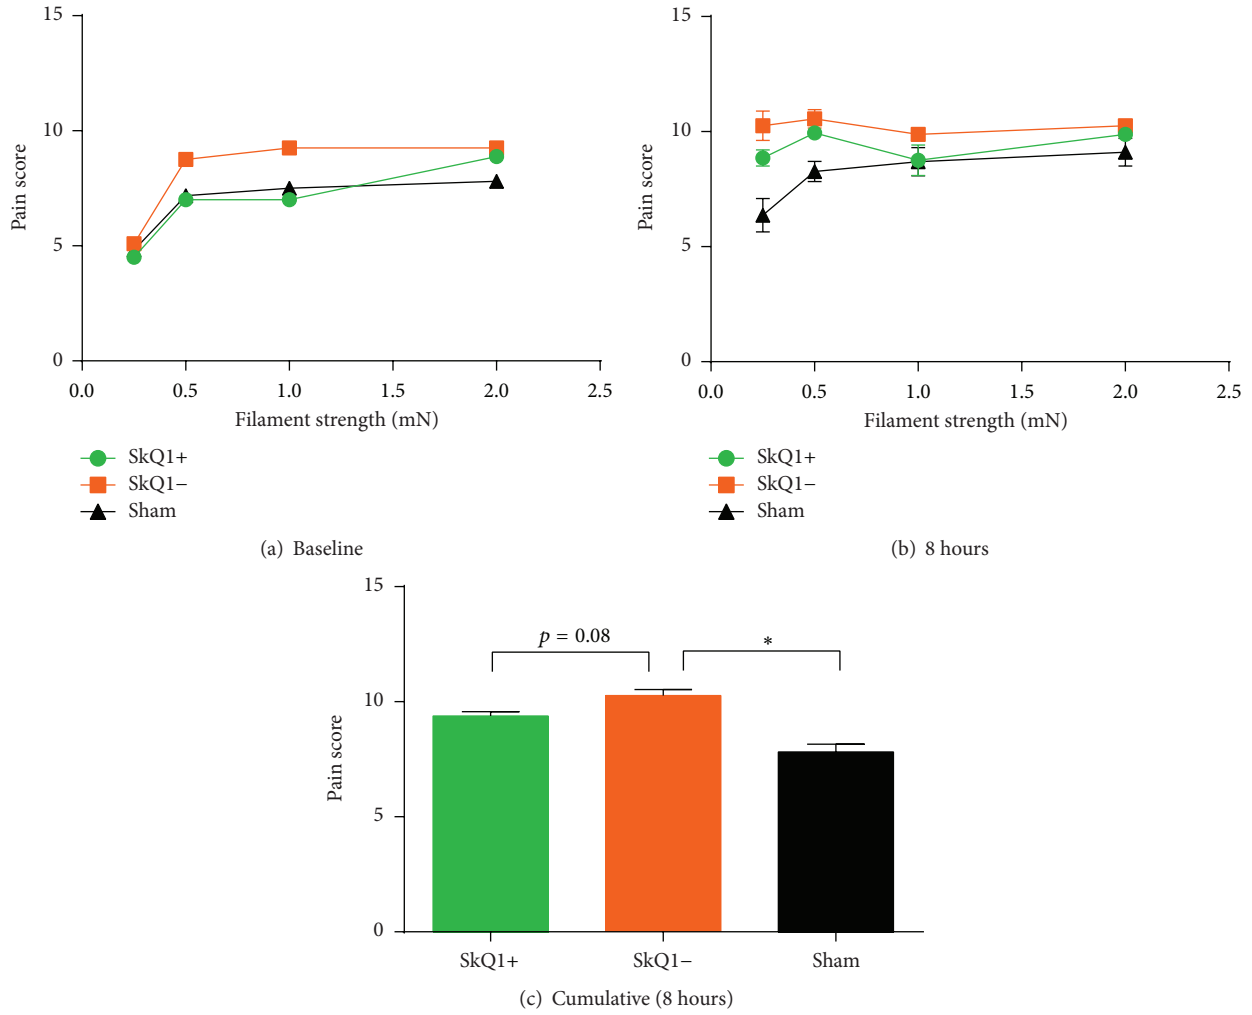 15
10
5
0
Pain score
0.0 0.5 1.0 1.5 2.0 2.5
Filament strength (mN)
SkQ1+
SkQ1−
Sham
(a) Baseline
15
10
5
0
Pain score
0.0 0.5 1.0 1.5 2.0 2.5
Filament strength (mN)
SkQ1+
SkQ1−
Sham
(b) 8 hours
15
10
5
0
Pain score
p = 0.08
*
SkQ1+ SkQ1− Sham
(c) Cumulative (8 hours)